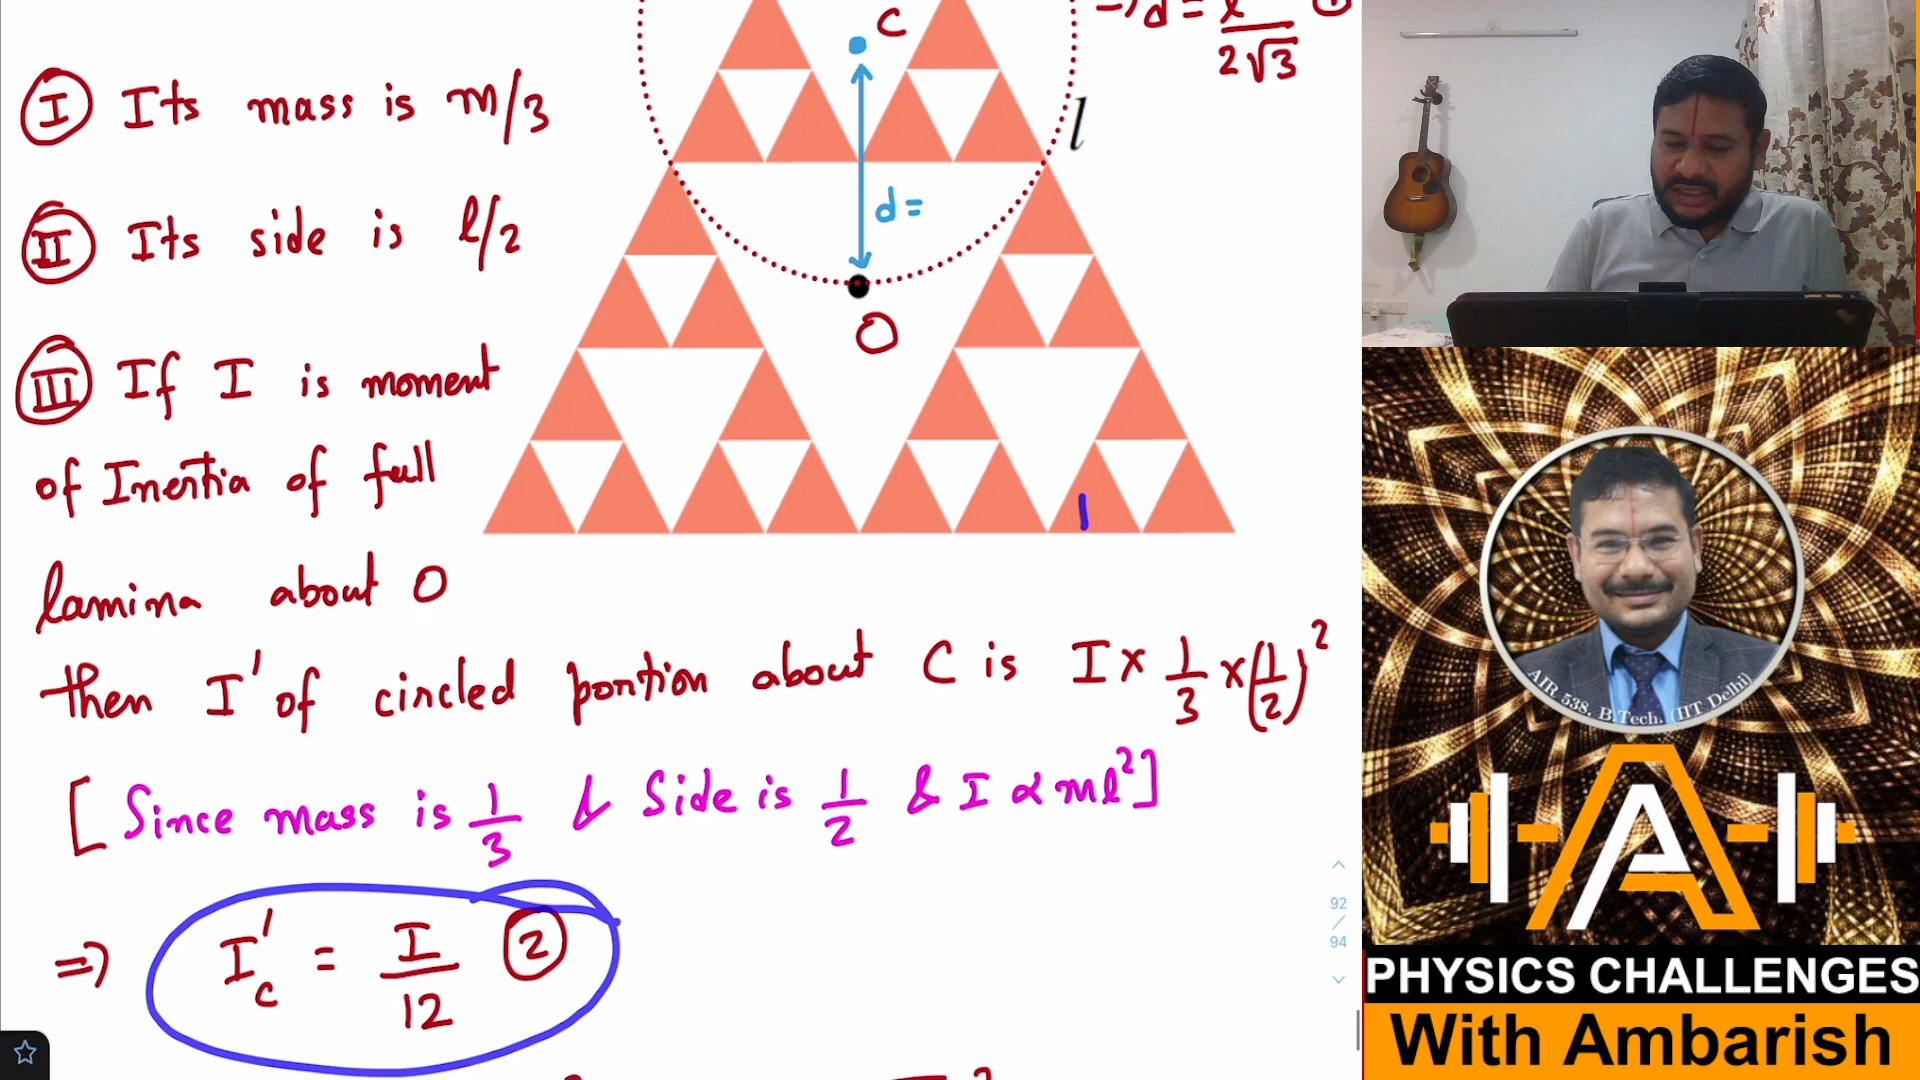 ⇒ d = l / 2√3 ①
C
I Its mass is m/3
l
II Its side is l/2
d =
O
III If I is moment
of Inertia of full
lamina about O
then I' of circled portion about C is I × 1/3 × (1/2)²
[Since mass is 1/3 & Side is 1/2 & I α ml²]
⇒ I'c = I/12 ②
92
/
94
AIR 538, B.Tech. (IIT Delhi)
A
PHYSICS CHALLENGES
With Ambarish